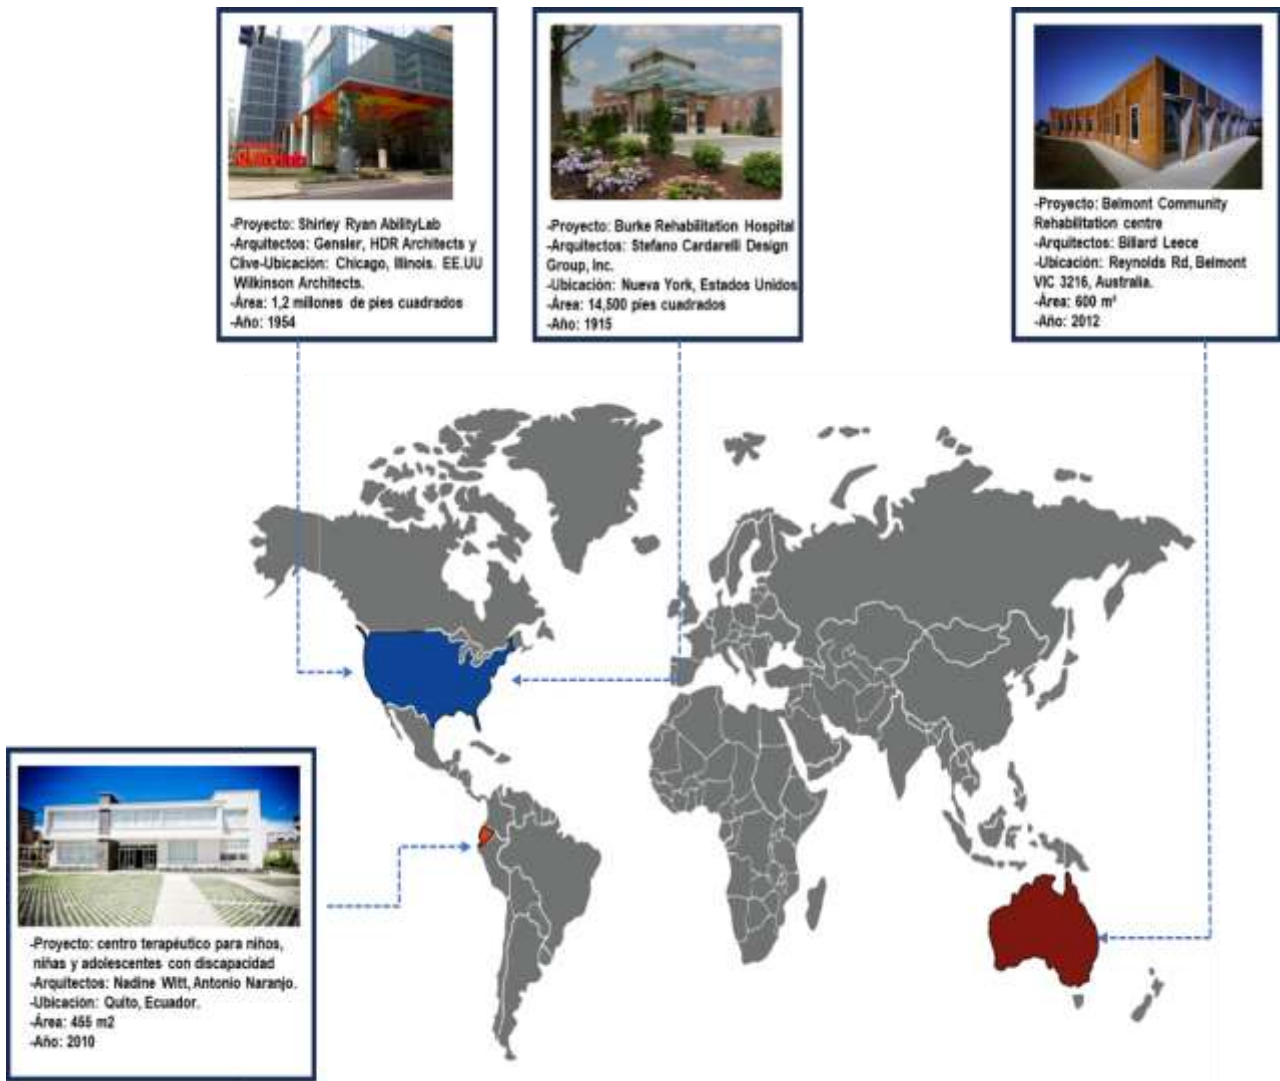 -Proyecto: Shirley Ryan AbilityLab
-Arquitectos: Gensler, HDR Architects y
Clive-Ubicación: Chicago, Illinois. EE.UU
Wilkinson Architects.
-Área: 1,2 millones de pies cuadrados
-Año: 1954
-Proyecto: Burke Rehabilitation Hospital
-Arquitectos: Stefano Cardarelli Design
Group, Inc.
-Ubicación: Nueva York, Estados Unidos
-Área: 14,500 pies cuadrados
-Año: 1915
-Proyecto: Belmont Community
Rehabilitation centre
-Arquitectos: Billard Leece
-Ubicación: Reynolds Rd, Belmont
VIC 3216, Australia.
-Área: 600 m²
-Año: 2012
-Proyecto: centro terapéutico para niños,
niñas y adolescentes con discapacidad
-Arquitectos: Nadine Witt, Antonio Naranjo.
-Ubicación: Quito, Ecuador.
-Área: 455 m2
-Año: 2010